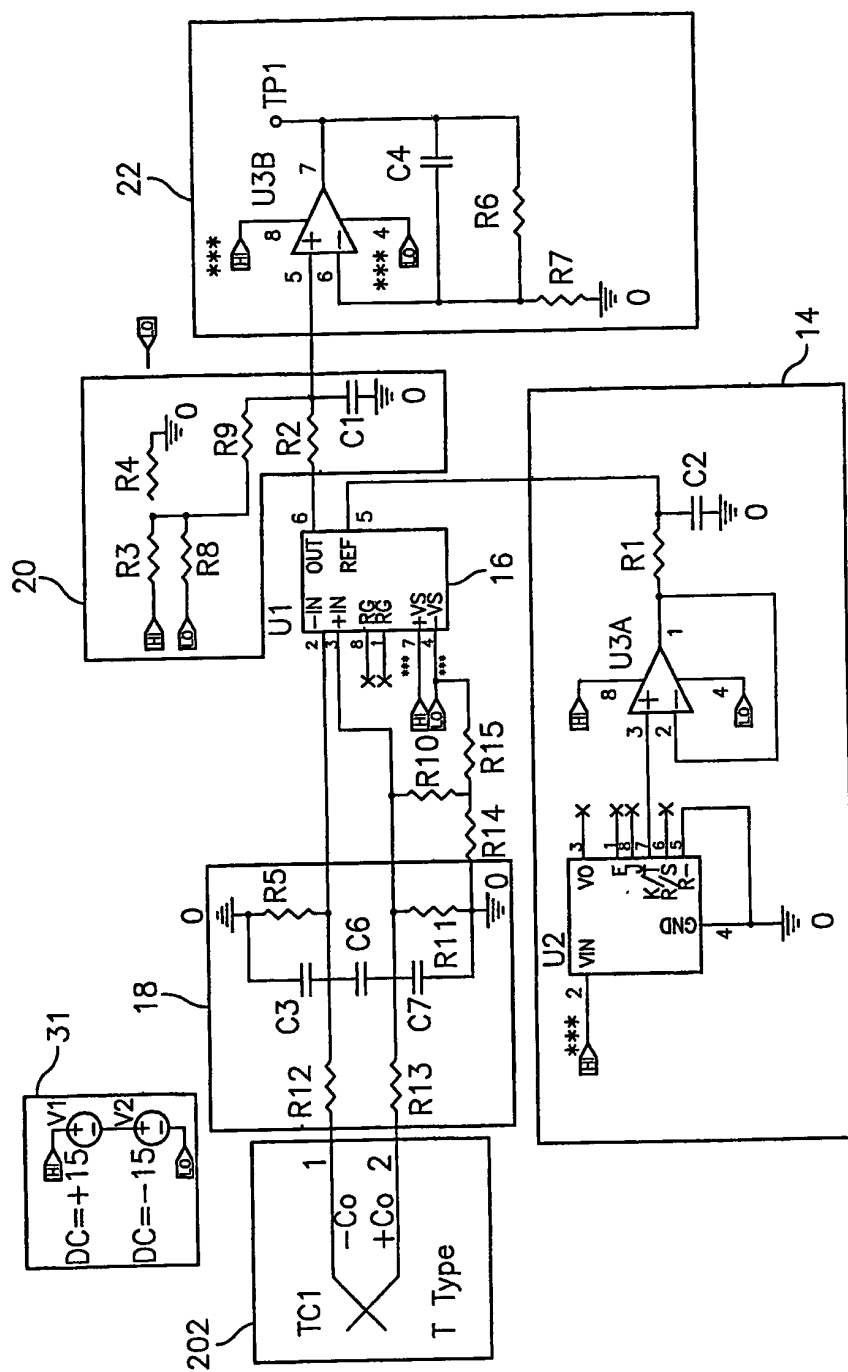 202
TC1
T Type
-Co
+Co
1
2
31
HI
V1
DC=+15
V2
DC=-15
LO
18
0
R5
R12
C3
C6
R13
C7
R11
0
R14
R10
R15
U1
2 -IN
3 +IN
8 RG
1 RG
*** 7 +VS
*** 4 -VS
HI
LO
OUT 6
REF 5
16
20
HI
R3
R4
0
LO
R8
R9
R2
C1
0
LO
22
***
HI
8
U3B
5
6
7
TP1
*** 4
LO
C4
R6
R7
0
14
U2
***
HI
2 VIN
VO 3
E 1
J 8
K/T 7
R/S 6
R- 5
GND
4
0
HI
8
U3A
3
2
1
4
LO
R1
C2
0